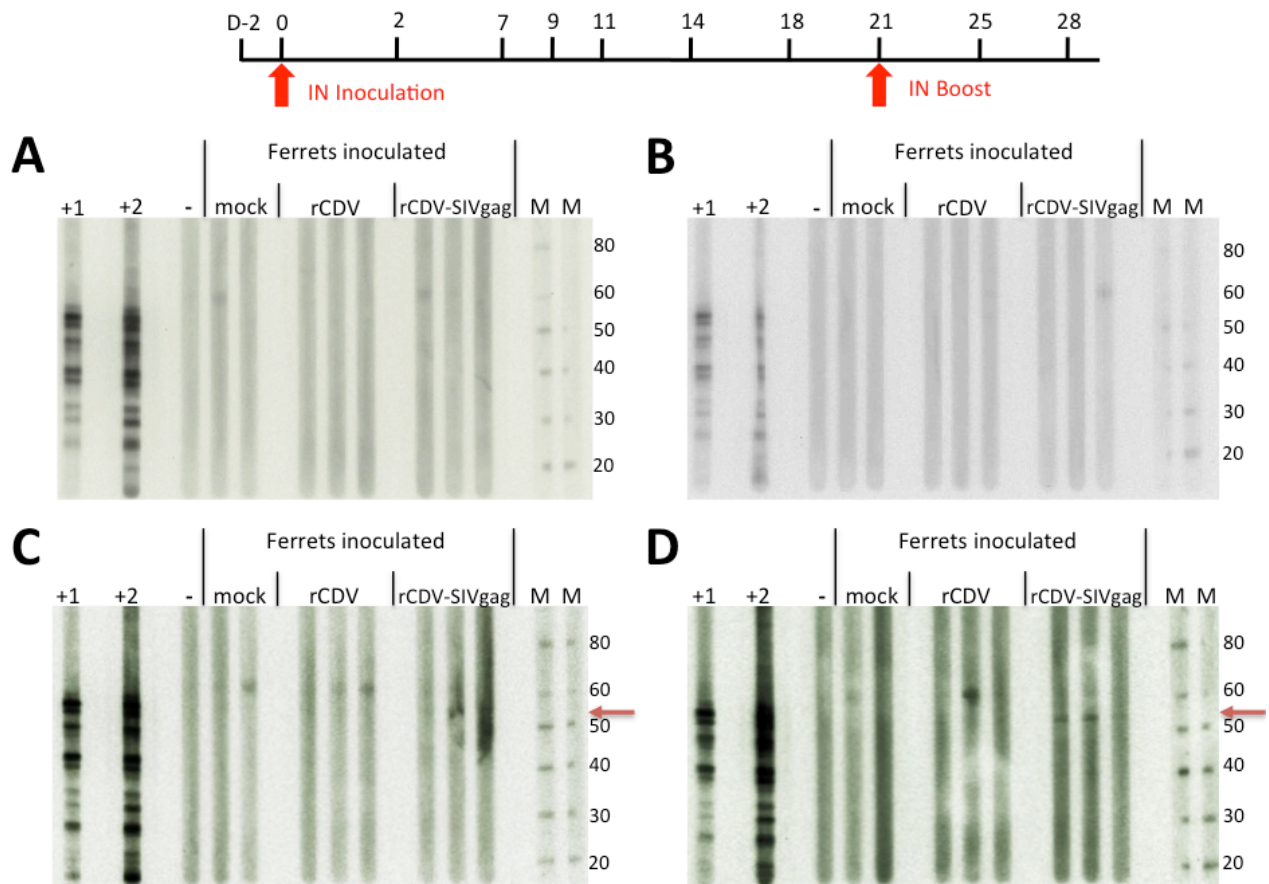 D-2 0 2 7 9 11 14 18 21 25 28
IN Inoculation IN Boost
A
Ferrets inoculated
+1 +2 - mock rCDV rCDV-SIVgag M M
80
60
50
40
30
20
B
Ferrets inoculated
+1 +2 - mock rCDV rCDV-SIVgag M M
80
60
50
40
30
20
C
Ferrets inoculated
+1 +2 - mock rCDV rCDV-SIVgag M M
80
60
50
40
30
20
D
Ferrets inoculated
+1 +2 - mock rCDV rCDV-SIVgag M M
80
60
50
40
30
20